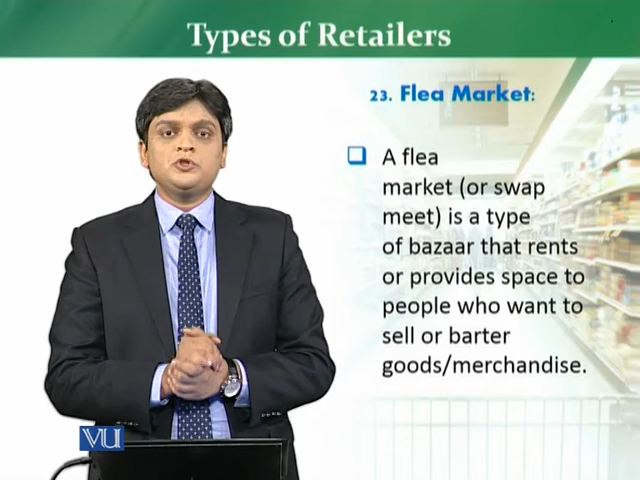 Types of Retailers
23. Flea Market:
A flea
market (or swap
meet) is a type
of bazaar that rents
or provides space to
people who want to
sell or barter
goods/merchandise.
VU